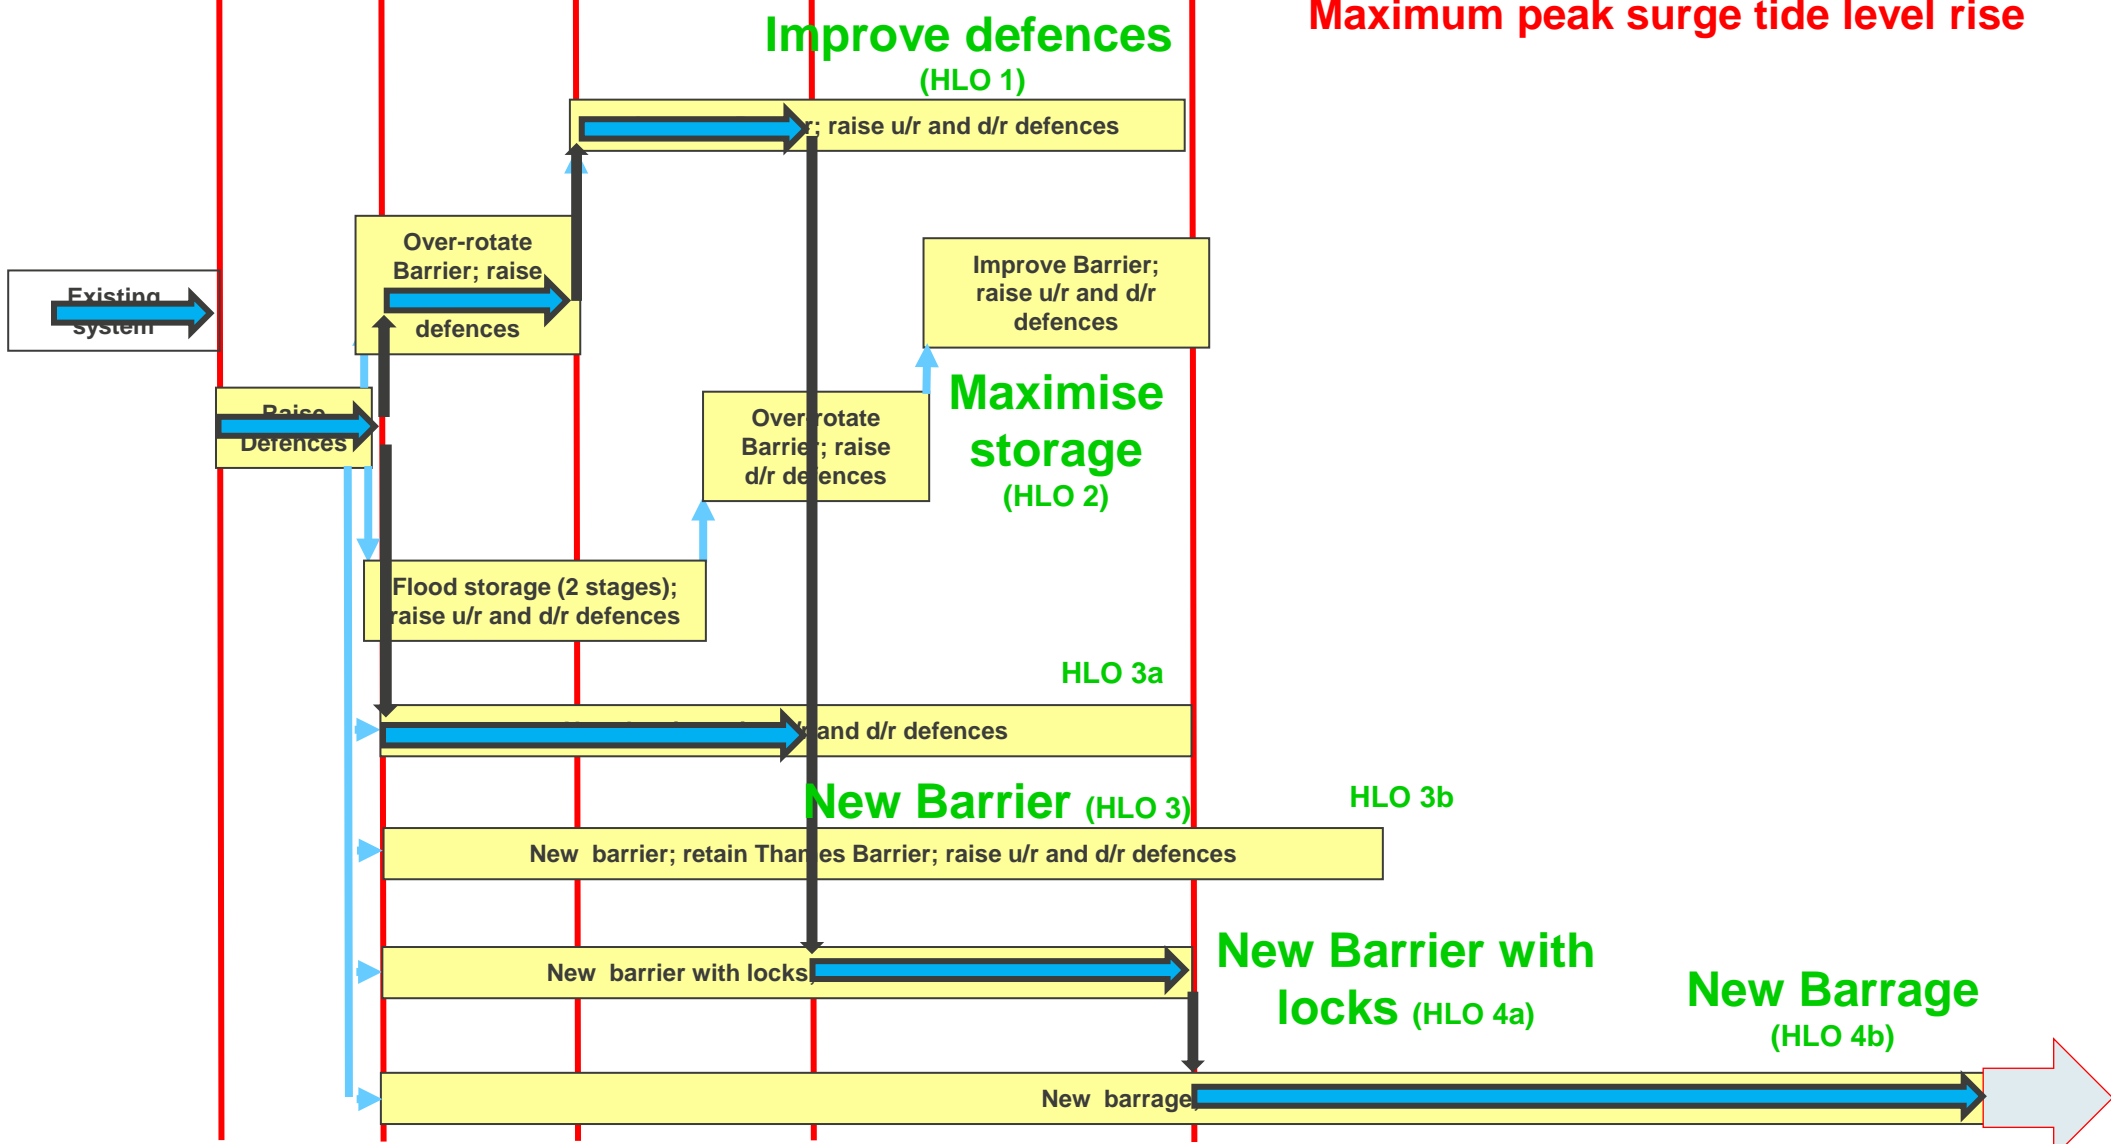 Maximum peak surge tide level rise
Improve defences
(HLO 1)
; raise u/r and d/r defences
Over-rotate
Barrier; raise
defences
Improve Barrier;
raise u/r and d/r
defences
Existing
system
Raise
Defences
Over-rotate
Barrier; raise
d/r defences
Maximise
storage
(HLO 2)
Flood storage (2 stages);
raise u/r and d/r defences
HLO 3a
and d/r defences
New Barrier (HLO 3)
HLO 3b
New barrier; retain Thames Barrier; raise u/r and d/r defences
New Barrier with
locks (HLO 4a)
New barrier with locks
New Barrage
(HLO 4b)
New barrage